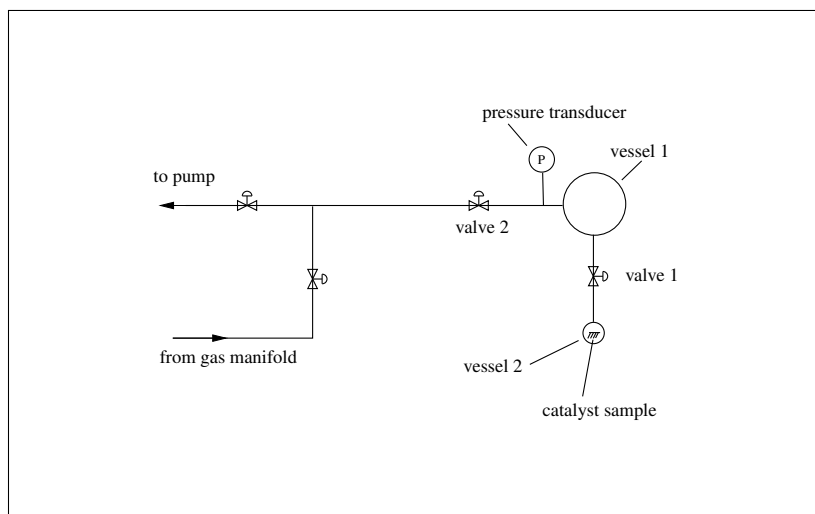 pressure transducer
P
vessel 1
to pump
valve 2
valve 1
from gas manifold
vessel 2
catalyst sample